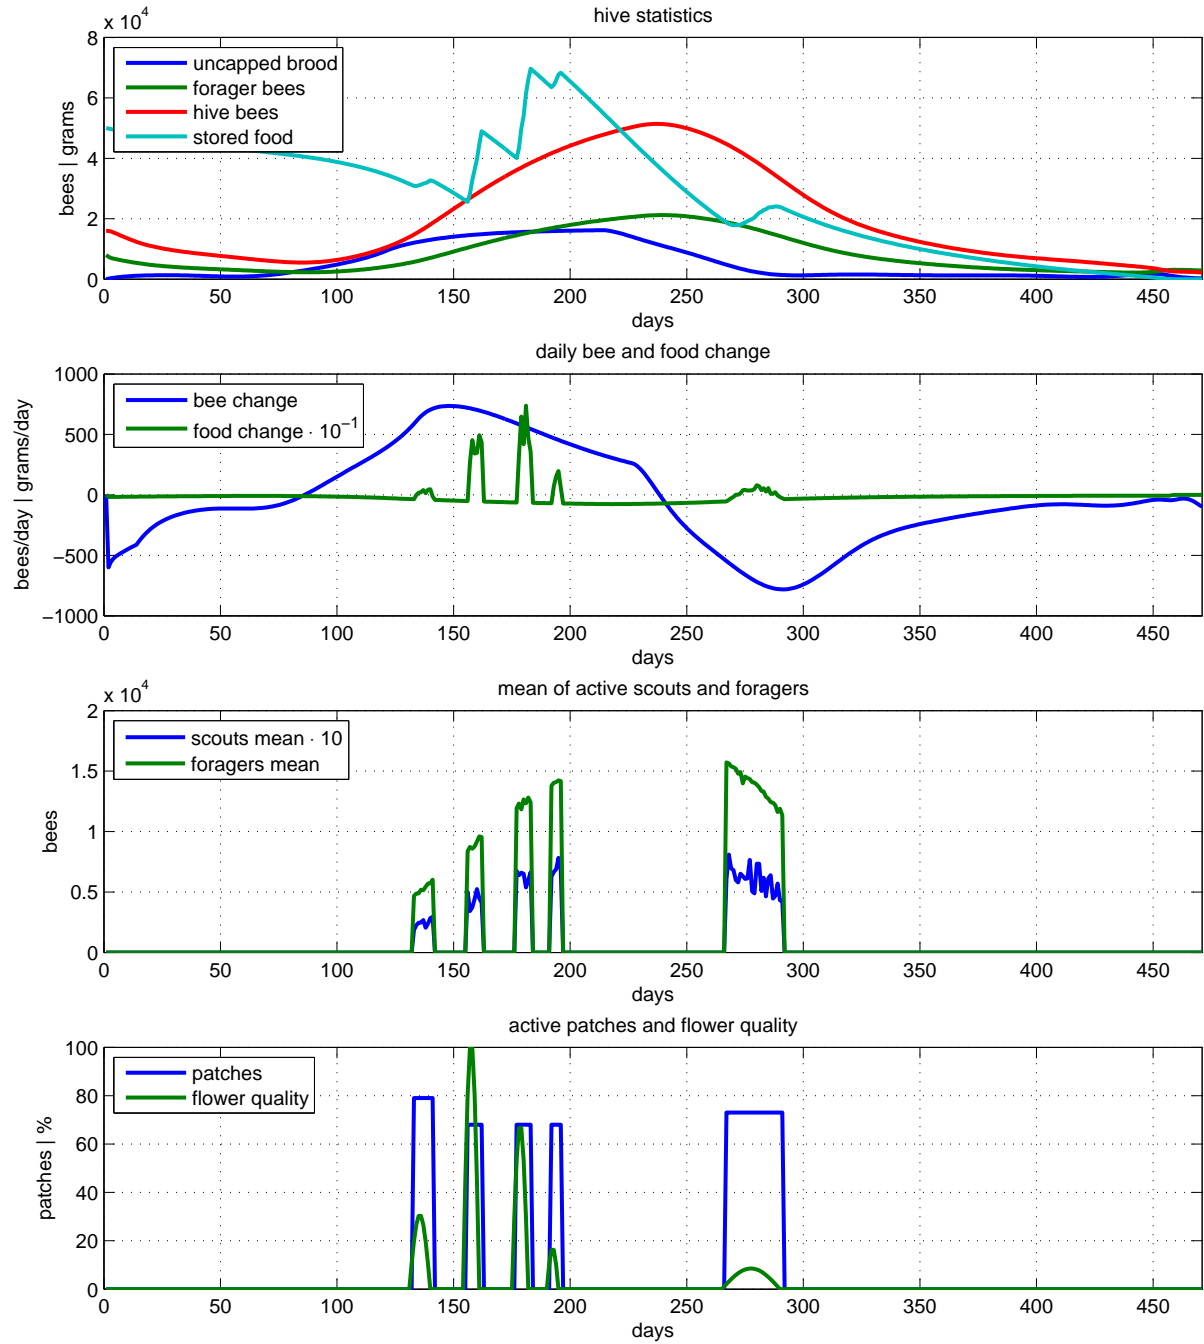 hive statistics
x 10^4
8
6
4
2
0
bees | grams
uncapped brood
forager bees
hive bees
stored food
0 50 100 150 200 250 300 350 400 450
days
daily bee and food change
1000
500
0
−500
−1000
bees/day | grams/day
bee change
food change · 10^−1
0 50 100 150 200 250 300 350 400 450
days
mean of active scouts and foragers
x 10^4
2
1.5
1
0.5
0
bees
scouts mean · 10
foragers mean
0 50 100 150 200 250 300 350 400 450
days
active patches and flower quality
100
80
60
40
20
0
patches | %
patches
flower quality
0 50 100 150 200 250 300 350 400 450
days